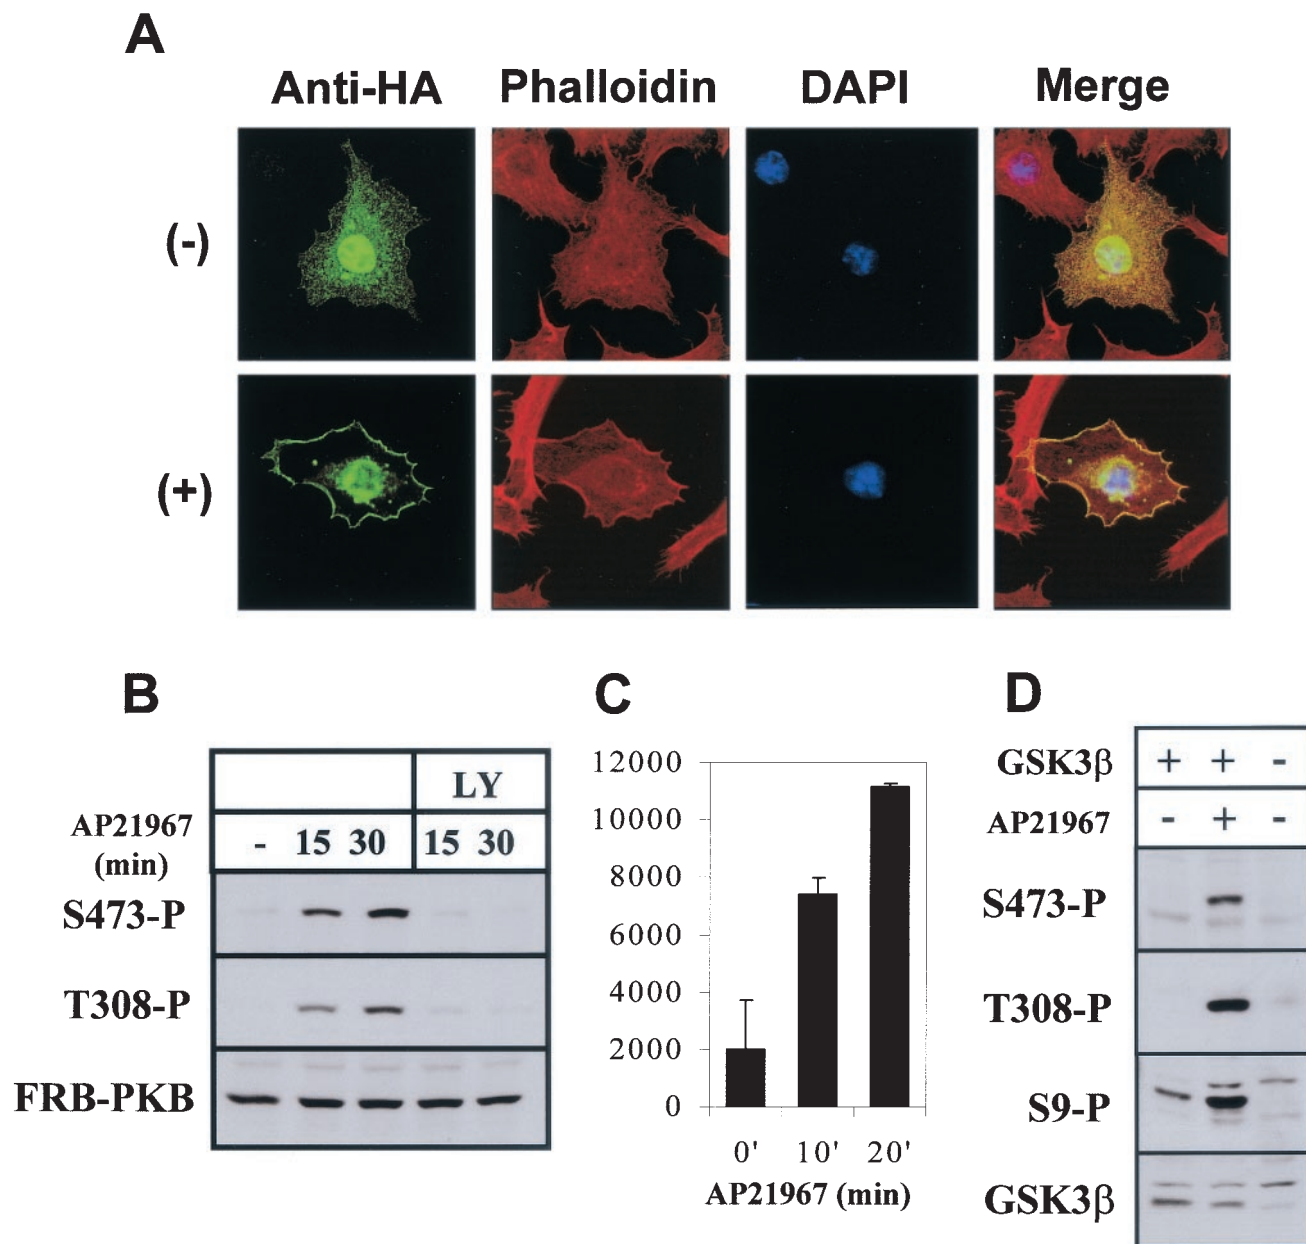 A
Anti-HA Phalloidin DAPI Merge
(-)
(+)
B
LY
AP21967 (min) - 15 30 15 30
S473-P
T308-P
FRB-PKB
C
12000
10000
8000
6000
4000
2000
0
0' 10' 20'
AP21967 (min)
D
GSK3β + + -
AP21967 - + -
S473-P
T308-P
S9-P
GSK3β